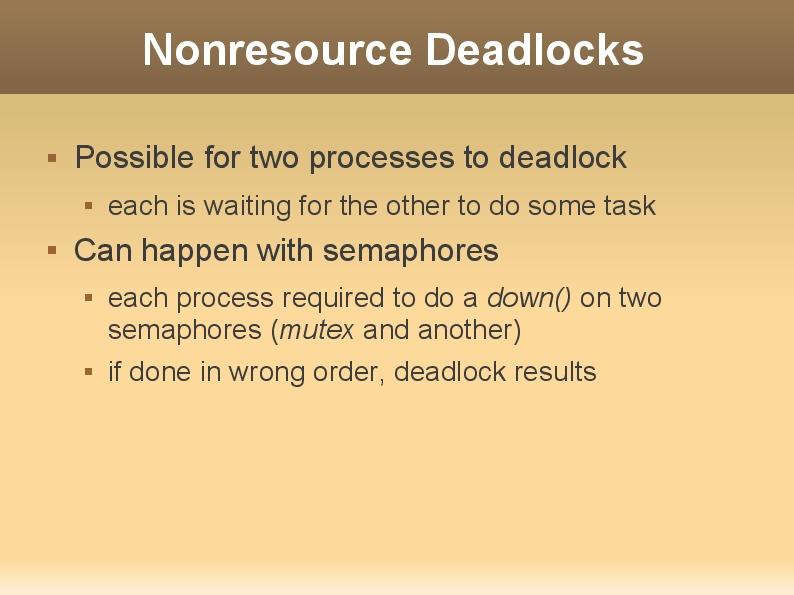 Nonresource Deadlocks
Possible for two processes to deadlock
each is waiting for the other to do some task
Can happen with semaphores
each process required to do a down() on two
semaphores (mutex and another)
if done in wrong order, deadlock results